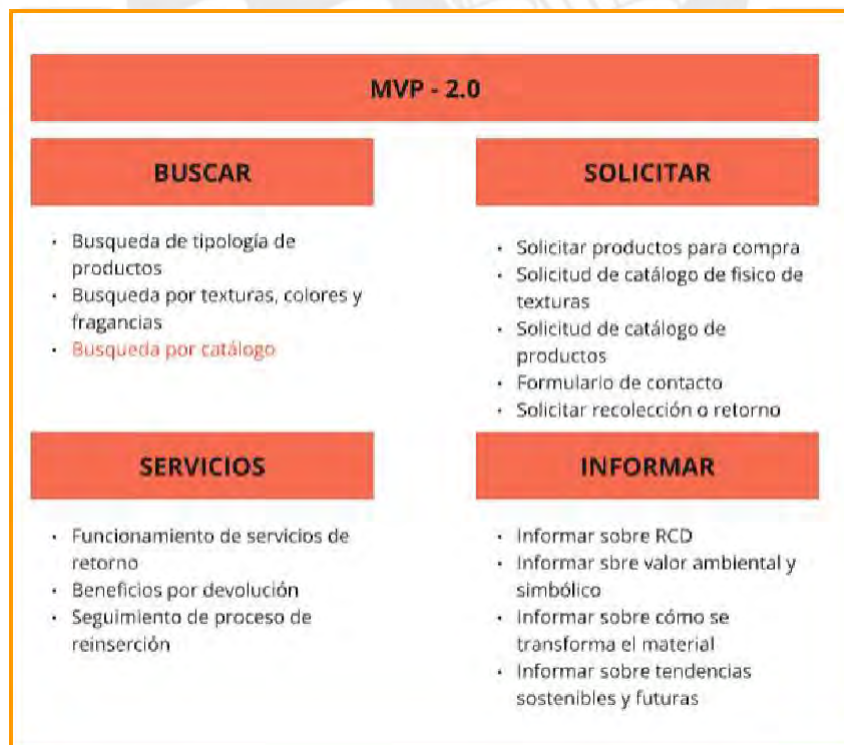 MVP - 2.0
BUSCAR
• Busqueda de tipología de
productos
• Busqueda por texturas, colores y
fragancias
• Busqueda por catálogo
SOLICITAR
• Solicitar productos para compra
• Solicitud de catálogo de fisico de
texturas
• Solicitud de catálogo de
productos
• Formulario de contacto
• Solicitar recolección o retorno
SERVICIOS
• Funcionamiento de servicios de
retorno
• Beneficios por devolución
• Seguimiento de proceso de
reinserción
INFORMAR
• Informar sobre RCD
• Informar sbre valor ambiental y
simbólico
• Informar sobre cómo se
transforma el material
• Informar sobre tendencias
sostenibles y futuras